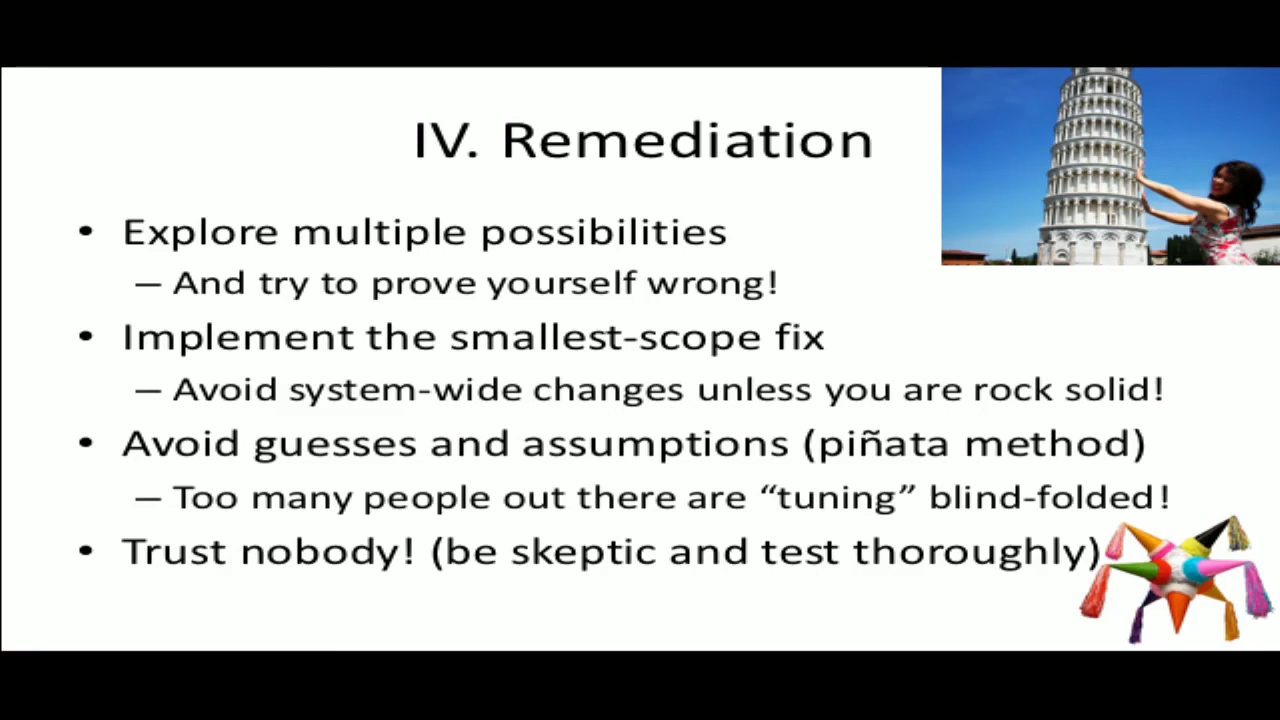 IV. Remediation
• Explore multiple possibilities
– And try to prove yourself wrong!
• Implement the smallest-scope fix
– Avoid system-wide changes unless you are rock solid!
• Avoid guesses and assumptions (piñata method)
– Too many people out there are “tuning” blind-folded!
• Trust nobody! (be skeptic and test thoroughly)